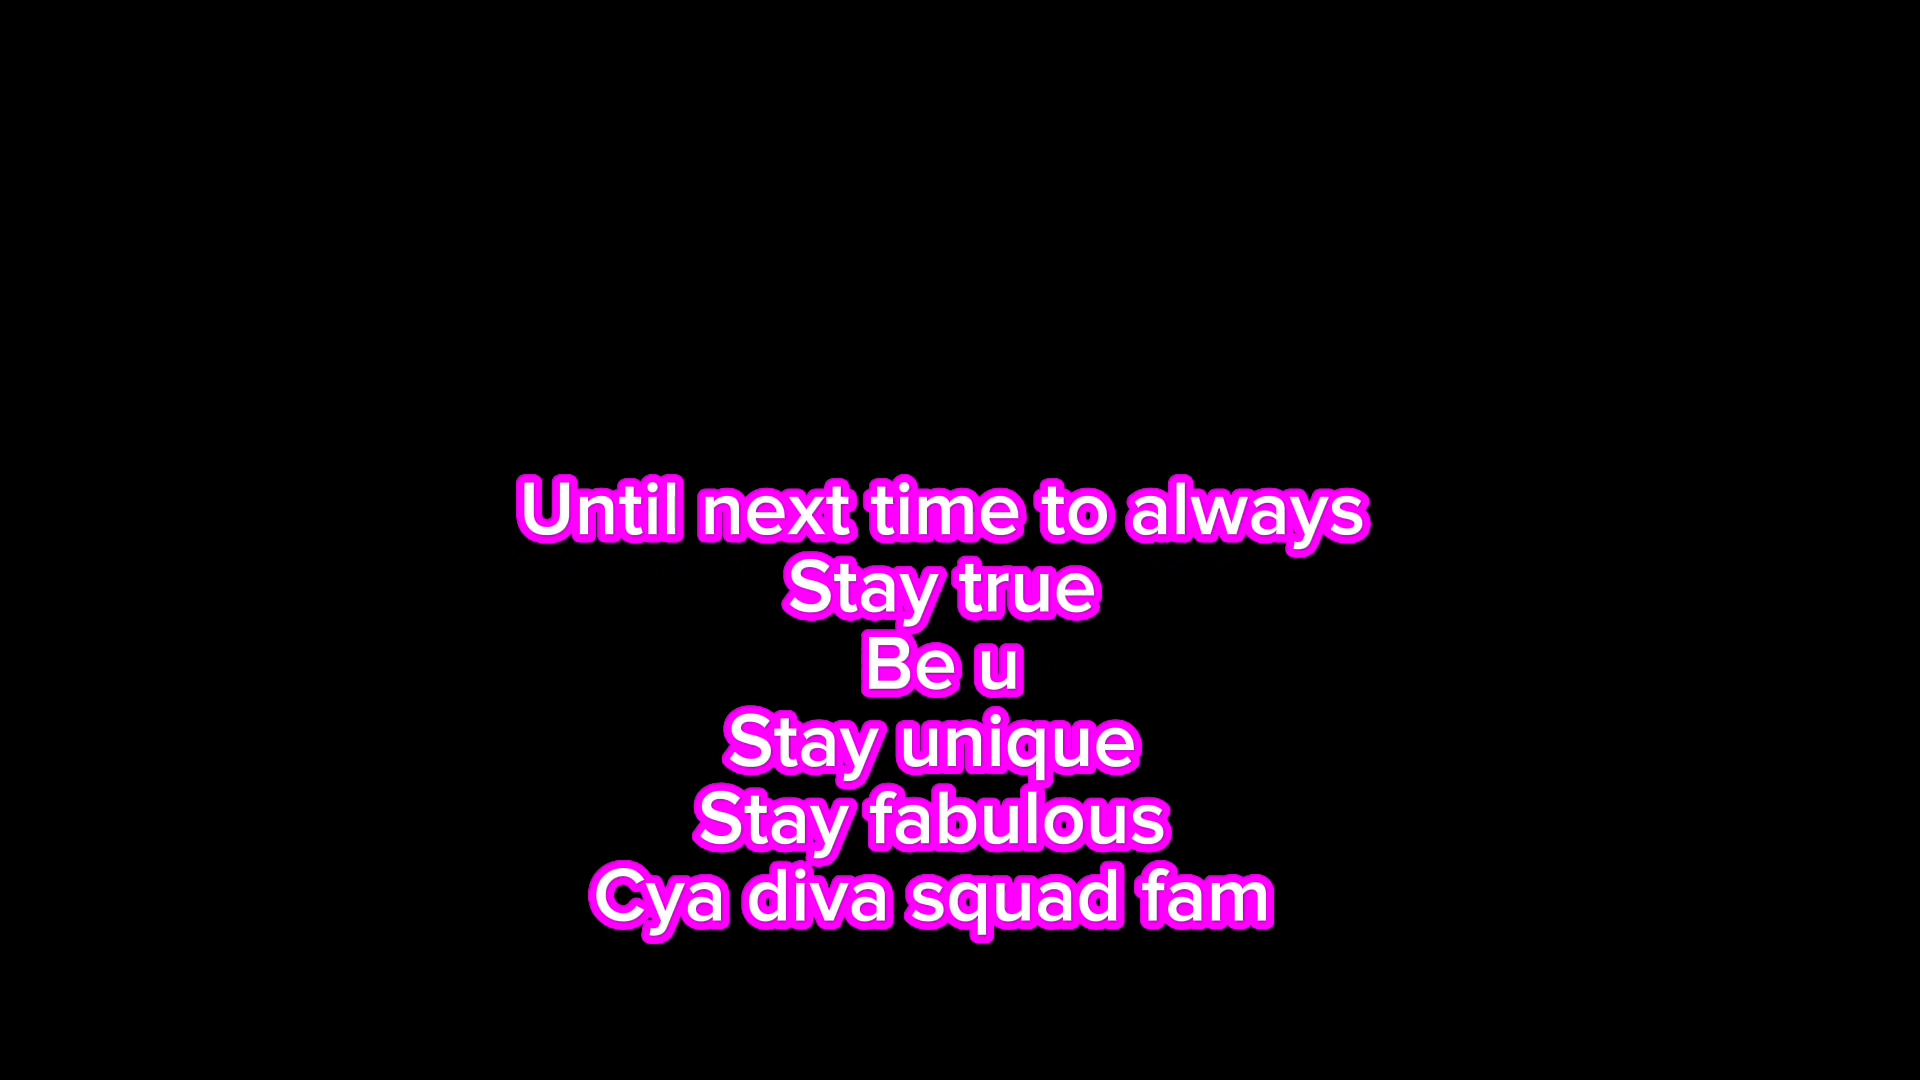 Until next time to always
Stay true
Be u
Stay unique
Stay fabulous
Cya diva squad fam